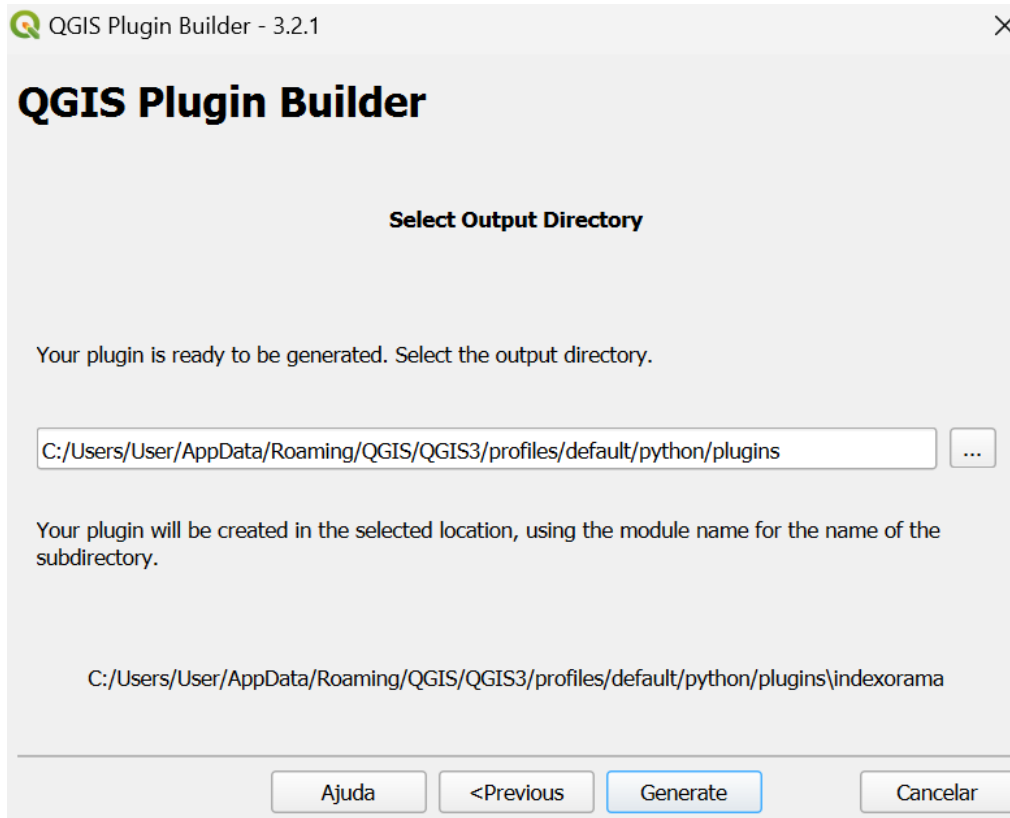 QGIS Plugin Builder - 3.2.1
QGIS Plugin Builder
Select Output Directory
Your plugin is ready to be generated. Select the output directory.
C:/Users/User/AppData/Roaming/QGIS/QGIS3/profiles/default/python/plugins
...
Your plugin will be created in the selected location, using the module name for the name of the
subdirectory.
C:/Users/User/AppData/Roaming/QGIS/QGIS3/profiles/default/python/plugins\indexorama
Ajuda
<Previous
Generate
Cancelar